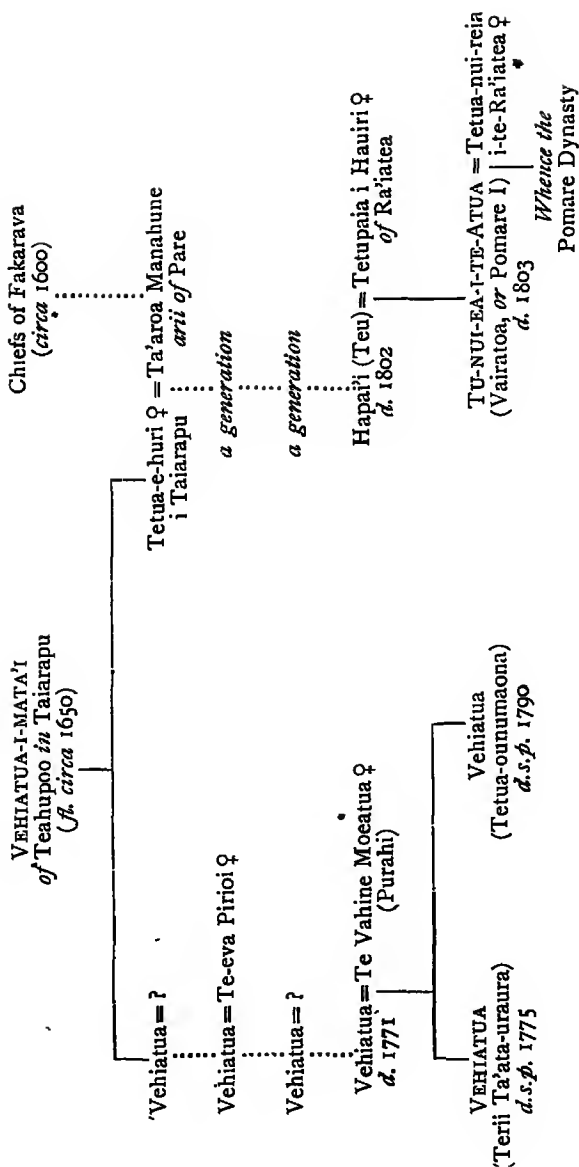 VEHIATUA-I-MATA'I
of Teahupoo in Taiarapu
(fl. circa 1650)
Chiefs of Fakarava
(circa 1600)
'Vehiatua = ?
Tetua-e-huri ♀ = Ta'aroa Manahune
i Taiarapu
arii of Pare
Vehiatua = Te-eva Pirioi ♀
a generation
Vehiatua = ?
a generation
Vehiatua = Te Vahine Moeatua ♀
d. 1771
(Purahi)
Hapai'i (Teu) = Tetupaia i Hauiri ♀
d. 1802
of Ra'iatea
VEHIATUA
(Terii Ta'ata-uraura)
d.s.p. 1775
Vehiatua
(Tetua-ounumaona)
d.s.p. 1790
TU-NUI-EA-I-TE-ATUA = Tetua-nui-reia
(Vairatoa, or Pomare I)
i-te-Ra'iatea ♀
d. 1803
Whence the
Pomare Dynasty